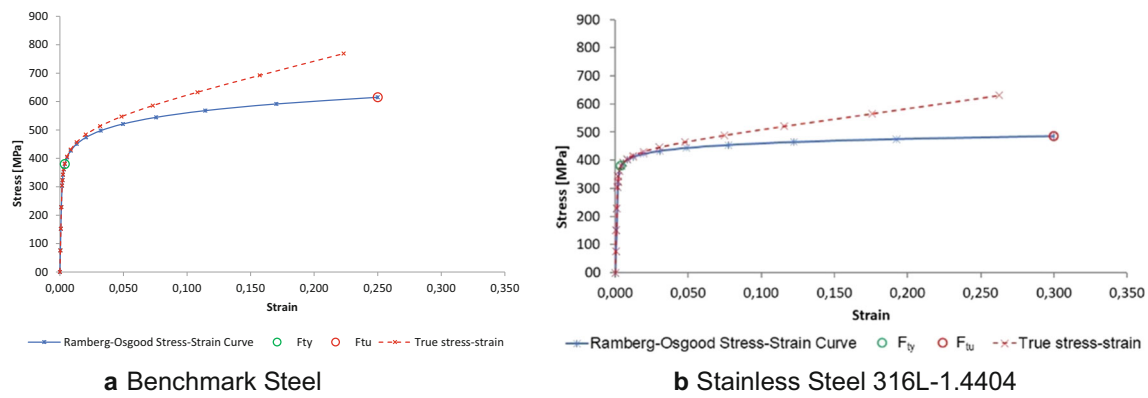 900
800
700
600
500
400
300
200
100
00
Stress [MPa]
0,000 0,050 0,100 0,150 0,200 0,250 0,300 0,350
Strain
Ramberg-Osgood Stress-Strain Curve Fty Ftu True stress-strain
a Benchmark Steel
900
800
700
600
500
400
300
200
100
00
Stress [MPa]
0,000 0,050 0,100 0,150 0,200 0,250 0,300 0,350
Strain
Ramberg-Osgood Stress-Strain Curve Fty Ftu True stress-strain
b Stainless Steel 316L-1.4404